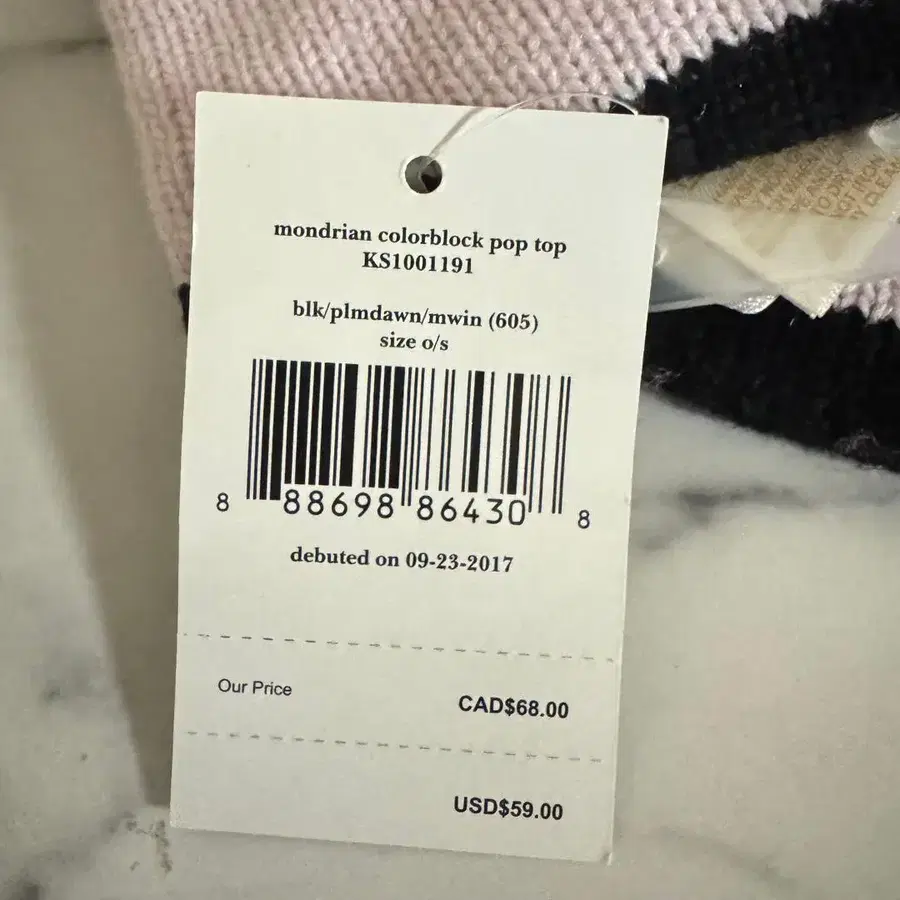 mondrian colorblock pop top
KS1001191
blk/plmdawn/mwin (605)
size o/s
8 88698 86430 8
debuted on 09-23-2017
Our Price
CAD$68.00
USD$59.00